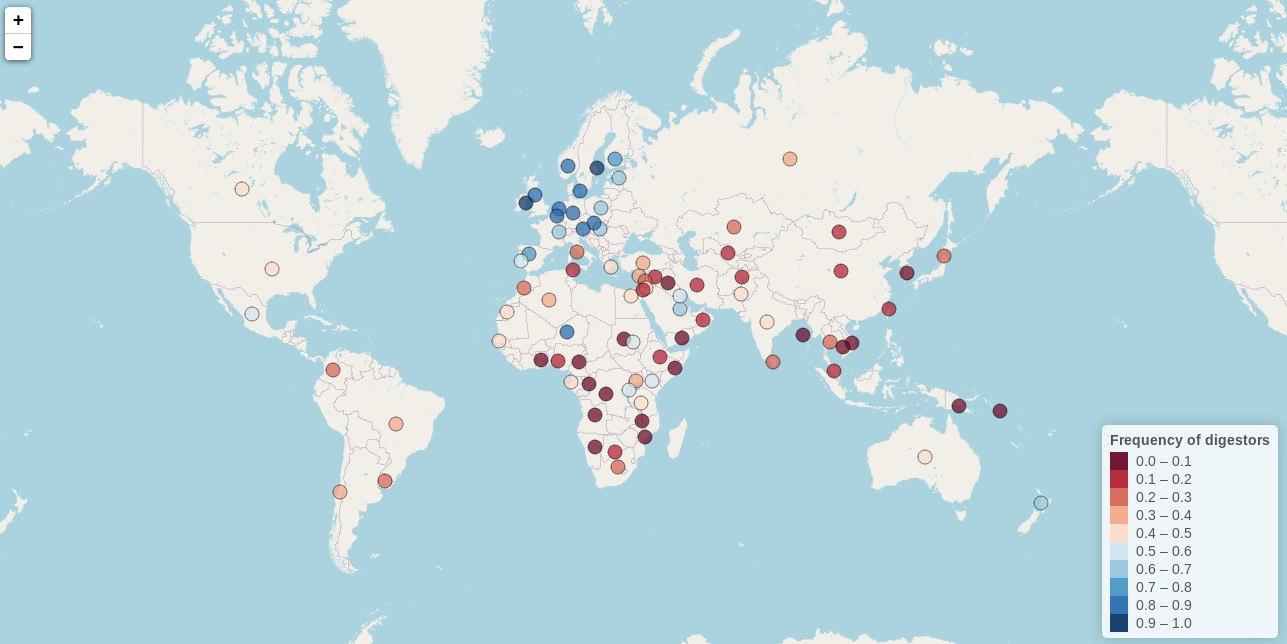 +
−
Frequency of digestors
0.0 – 0.1
0.1 – 0.2
0.2 – 0.3
0.3 – 0.4
0.4 – 0.5
0.5 – 0.6
0.6 – 0.7
0.7 – 0.8
0.8 – 0.9
0.9 – 1.0